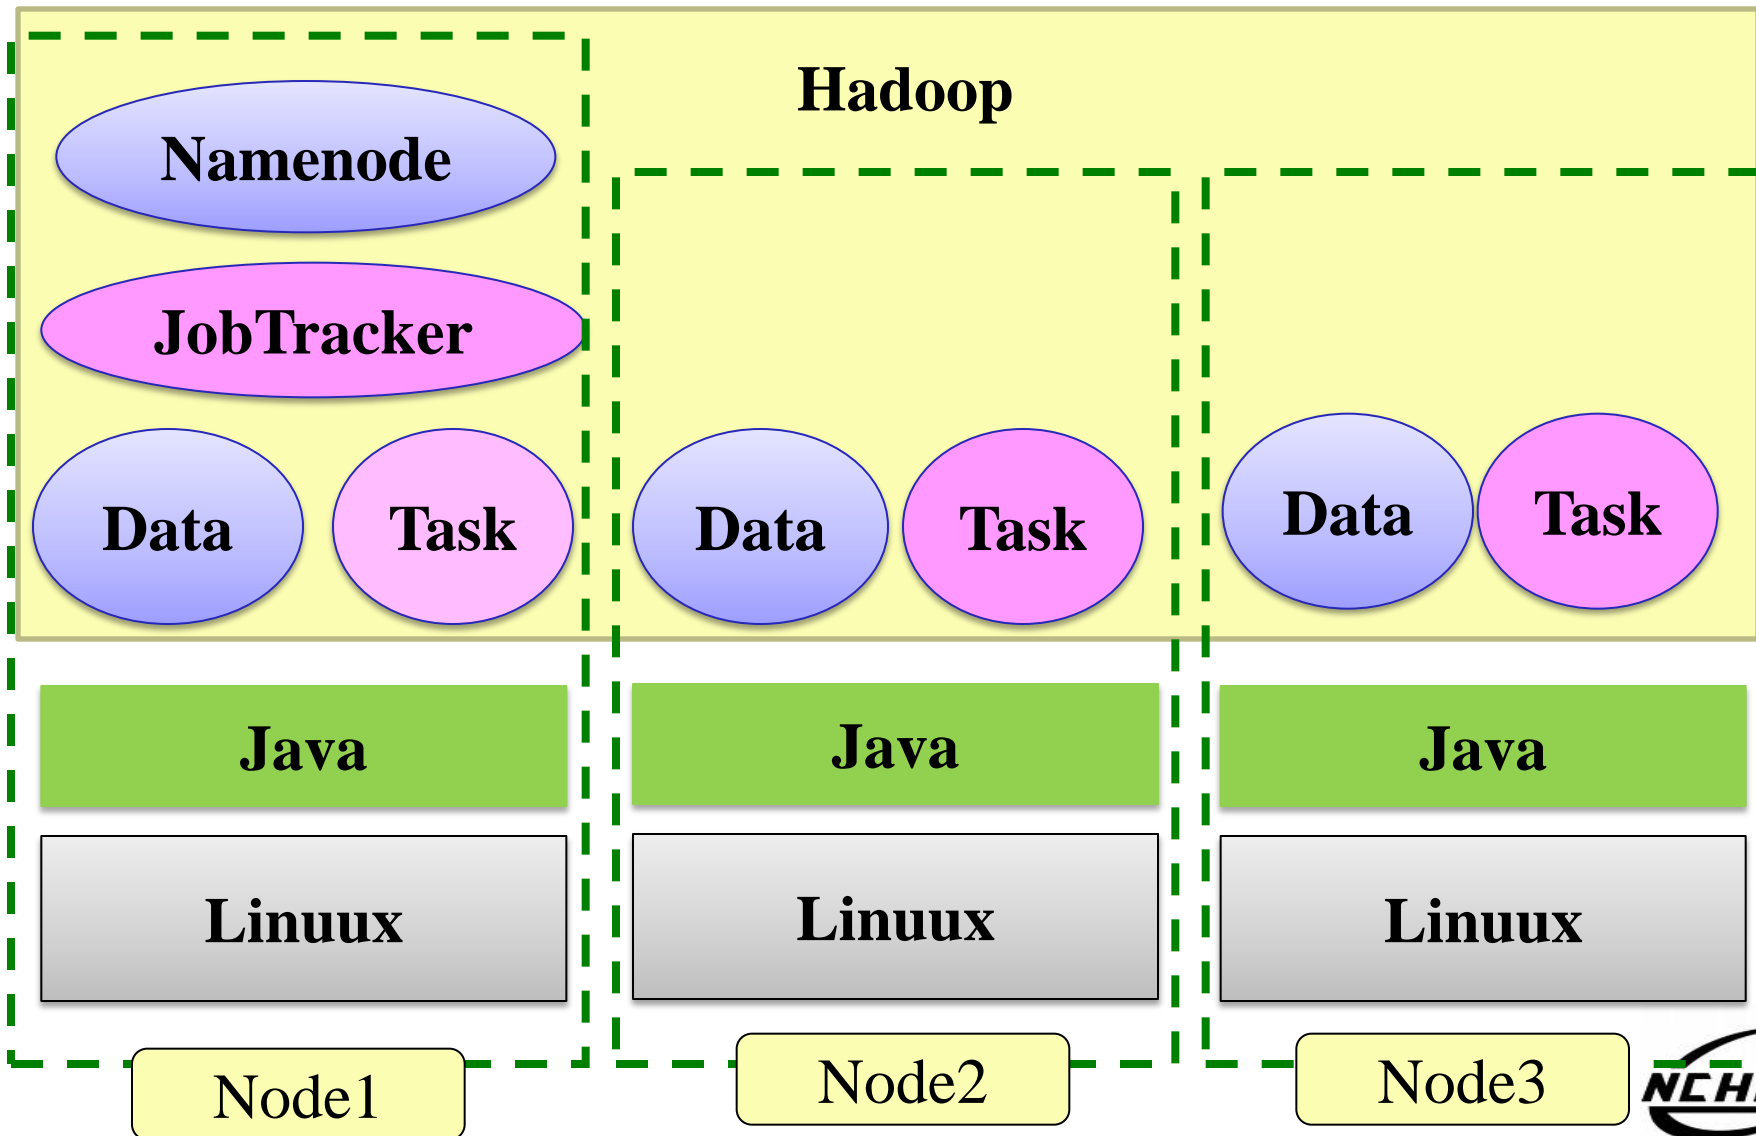 Hadoop
Namenode
JobTracker
Data
Task
Data
Task
Data
Task
Java
Java
Java
Linuux
Linuux
Linuux
Node1
Node2
Node3